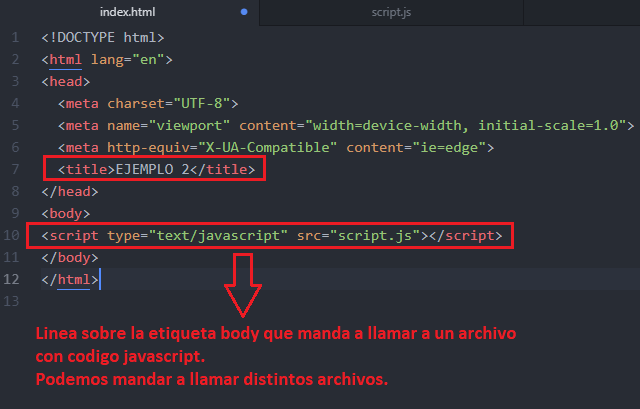 index.html script.js
1 <!DOCTYPE html>
2 <html lang="en">
3 <head>
4 <meta charset="UTF-8">
5 <meta name="viewport" content="width=device-width, initial-scale=1.0">
6 <meta http-equiv="X-UA-Compatible" content="ie=edge">
7 <title>EJEMPLO 2</title>
8 </head>
9 <body>
10 <script type="text/javascript" src="script.js"></script>
11 </body>
12 </html>
13
Linea sobre la etiqueta body que manda a llamar a un archivo
con codigo javascript.
Podemos mandar a llamar distintos archivos.